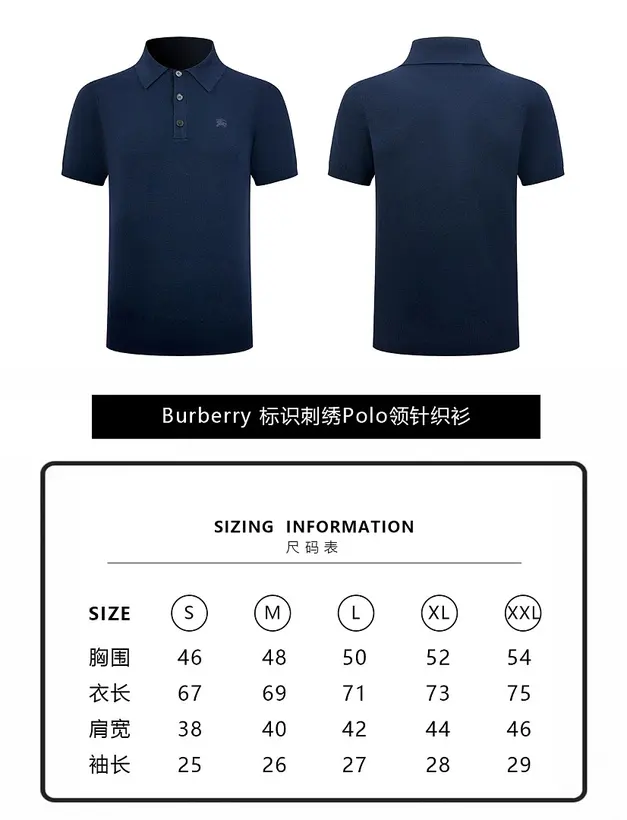 Burberry 标识刺绣Polo领针织衫
SIZING INFORMATION
尺码表
SIZE S M L XL XXL
胸围 46 48 50 52 54
衣长 67 69 71 73 75
肩宽 38 40 42 44 46
袖长 25 26 27 28 29